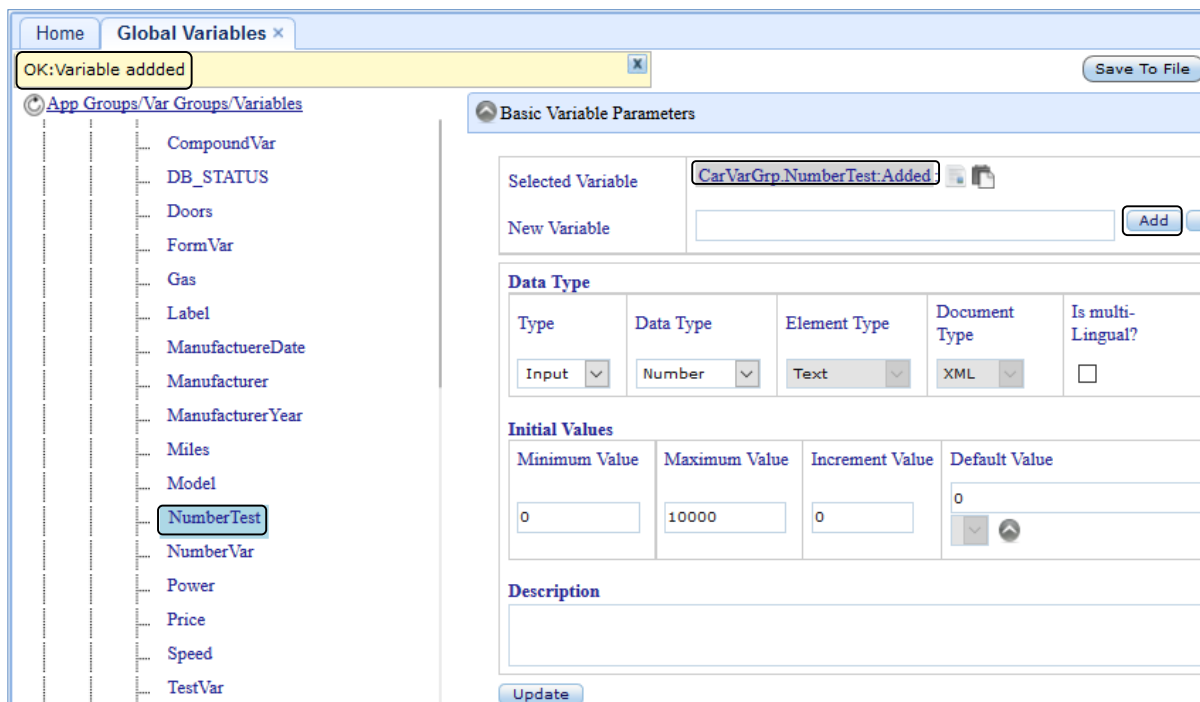 Home
Global Variables ×
OK:Variable addded
X
Save To File
App Groups/Var Groups/Variables
CompoundVar
DB_STATUS
Doors
FormVar
Gas
Label
ManufactuereDate
Manufacturer
ManufacturerYear
Miles
Model
NumberTest
NumberVar
Power
Price
Speed
TestVar
Basic Variable Parameters
Selected Variable
CarVarGrp.NumberTest:Added:
New Variable
Add
Data Type
Type
Data Type
Element Type
Document
Type
Is multi-
Lingual?
Input
Number
Text
XML
Initial Values
Minimum Value
Maximum Value
Increment Value
Default Value
0
10000
0
0
Description
Update